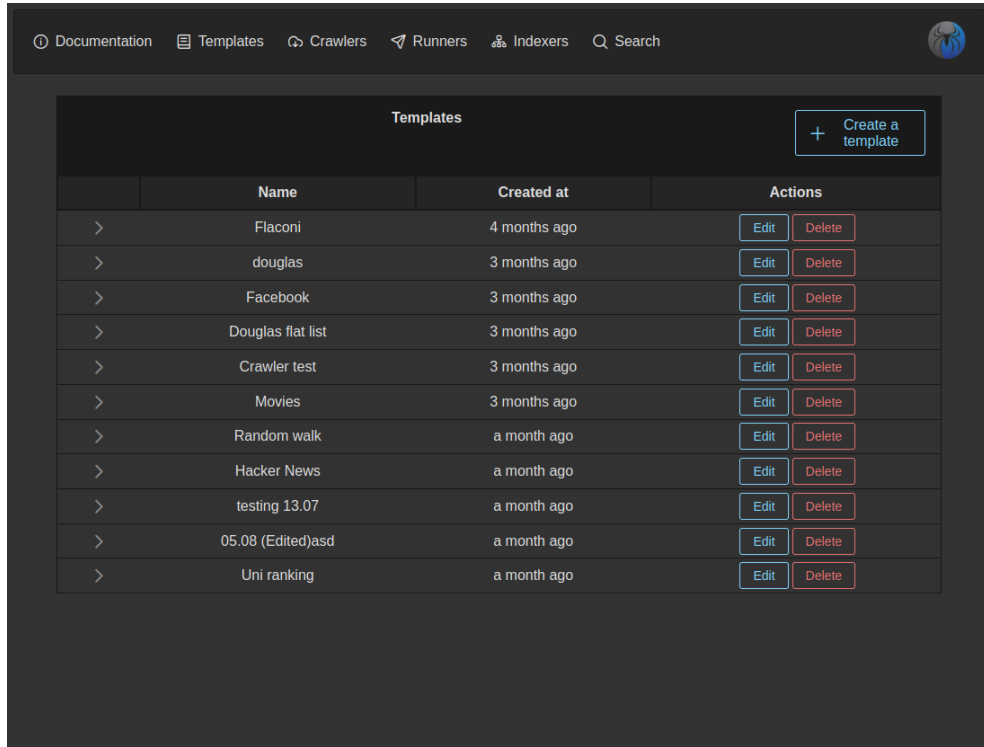 Documentation Templates Crawlers Runners Indexers Search
Templates
Create a
template
Name Created at Actions
Flaconi 4 months ago Edit Delete
douglas 3 months ago Edit Delete
Facebook 3 months ago Edit Delete
Douglas flat list 3 months ago Edit Delete
Crawler test 3 months ago Edit Delete
Movies 3 months ago Edit Delete
Random walk a month ago Edit Delete
Hacker News a month ago Edit Delete
testing 13.07 a month ago Edit Delete
05.08 (Edited)asd a month ago Edit Delete
Uni ranking a month ago Edit Delete